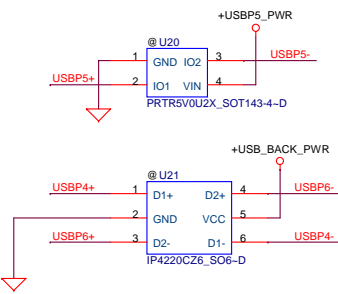 +USBP5_PWR
@ U20
1 GND IO2 3 USBP5-
USBP5+ 2 IO1 VIN 4
PRTR5V0U2X_SOT143-4~D
+USB_BACK_PWR
@ U21
USBP4+ 1 D1+ D2+ 4 USBP6-
2 GND VCC 5
USBP6+ 3 D2- D1- 6 USBP4-
IP4220CZ6_SO6~D